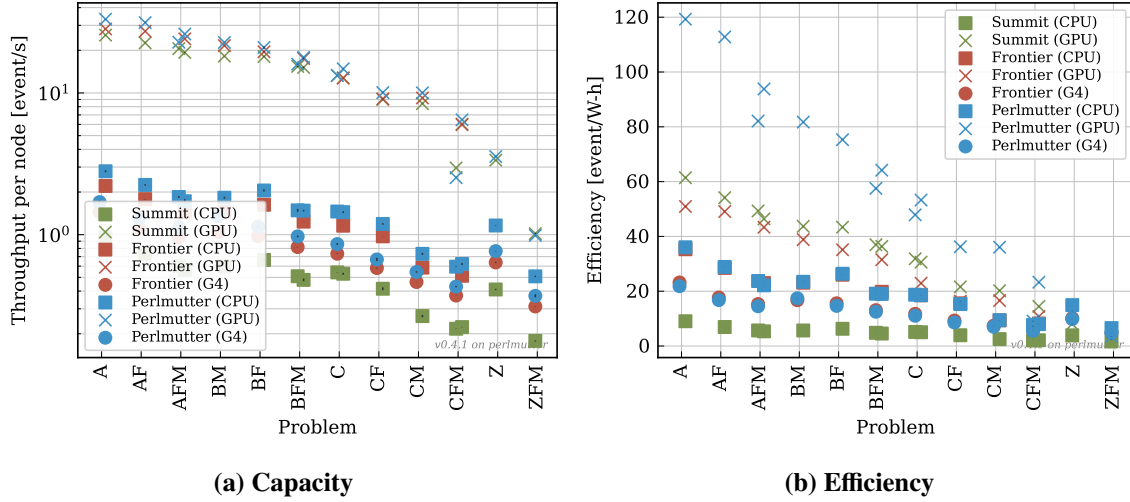 Throughput per node [event/s]
10^1
10^0
Summit (CPU)
Summit (GPU)
Frontier (CPU)
Frontier (GPU)
Frontier (G4)
Perlmutter (CPU)
Perlmutter (GPU)
Perlmutter (G4)
v0.4.1 on perlmutter
A
AF
AFM
BM
BF
BFM
C
CF
CM
CFM
Z
ZFM
Problem
(a) Capacity
Efficiency [event/W-h]
120
100
80
60
40
20
0
Summit (CPU)
Summit (GPU)
Frontier (CPU)
Frontier (GPU)
Frontier (G4)
Perlmutter (CPU)
Perlmutter (GPU)
Perlmutter (G4)
on perlmutter
A
AF
AFM
BM
BF
BFM
C
CF
CM
CFM
Z
ZFM
Problem
(b) Efficiency